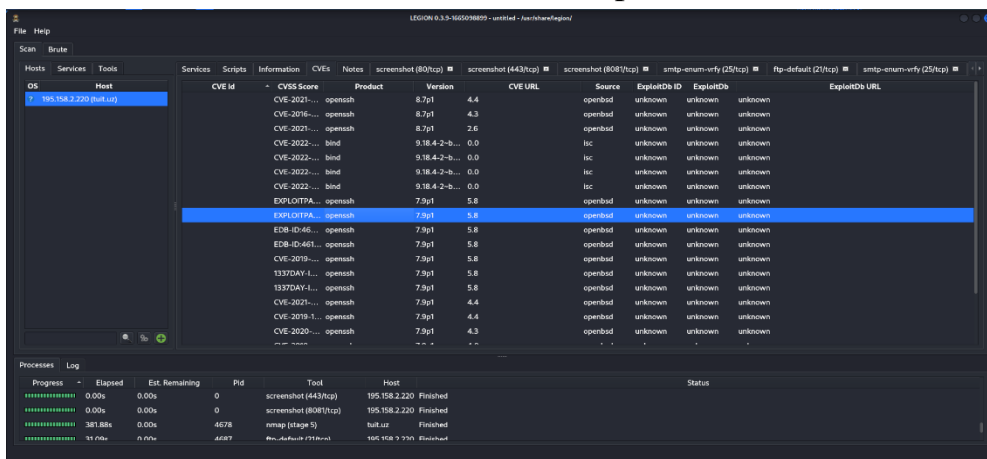 LEGION 0.3.9-1665098899 - untitled - /usr/share/legion/
File Help
Scan Brute
Hosts Services Tools
Services Scripts Information CVEs Notes screenshot (80/tcp) screenshot (443/tcp) screenshot (8081/tcp) smtp-enum-vrfy (25/tcp) ftp-default (21/tcp) smtp-enum-vrfy (25/tcp)
OS Host
195.158.2.220 (tuit.uz)
CVE Id CVSS Score Product Version CVE URL Source ExploitDb ID ExploitDb ExploitDb URL
CVE-2021-... openssh 8.7p1 4.4 openbsd unknown unknown unknown
CVE-2016-... openssh 8.7p1 4.3 openbsd unknown unknown unknown
CVE-2021-... openssh 8.7p1 2.6 openbsd unknown unknown unknown
CVE-2022-... bind 9.18.4-2~b... 0.0 isc unknown unknown unknown
CVE-2022-... bind 9.18.4-2~b... 0.0 isc unknown unknown unknown
CVE-2022-... bind 9.18.4-2~b... 0.0 isc unknown unknown unknown
CVE-2022-... bind 9.18.4-2~b... 0.0 isc unknown unknown unknown
EXPLOITPA... openssh 7.9p1 5.8 openbsd unknown unknown unknown
EXPLOITPA... openssh 7.9p1 5.8 openbsd unknown unknown unknown
EDB-ID:46... openssh 7.9p1 5.8 openbsd unknown unknown unknown
EDB-ID:461... openssh 7.9p1 5.8 openbsd unknown unknown unknown
CVE-2019-... openssh 7.9p1 5.8 openbsd unknown unknown unknown
1337DAY-I... openssh 7.9p1 5.8 openbsd unknown unknown unknown
1337DAY-I... openssh 7.9p1 5.8 openbsd unknown unknown unknown
CVE-2021-... openssh 7.9p1 4.4 openbsd unknown unknown unknown
CVE-2019-1... openssh 7.9p1 4.4 openbsd unknown unknown unknown
CVE-2020-... openssh 7.9p1 4.3 openbsd unknown unknown unknown
Processes Log
Progress Elapsed Est. Remaining Pid Tool Host Status
0.00s 0.00s 0 screenshot (443/tcp) 195.158.2.220 Finished
0.00s 0.00s 0 screenshot (8081/tcp) 195.158.2.220 Finished
381.88s 0.00s 4678 nmap (stage 5) tuit.uz Finished
31.09s 0.00s 4687 ftp-default (21/tcp) 195.158.2.220 Finished